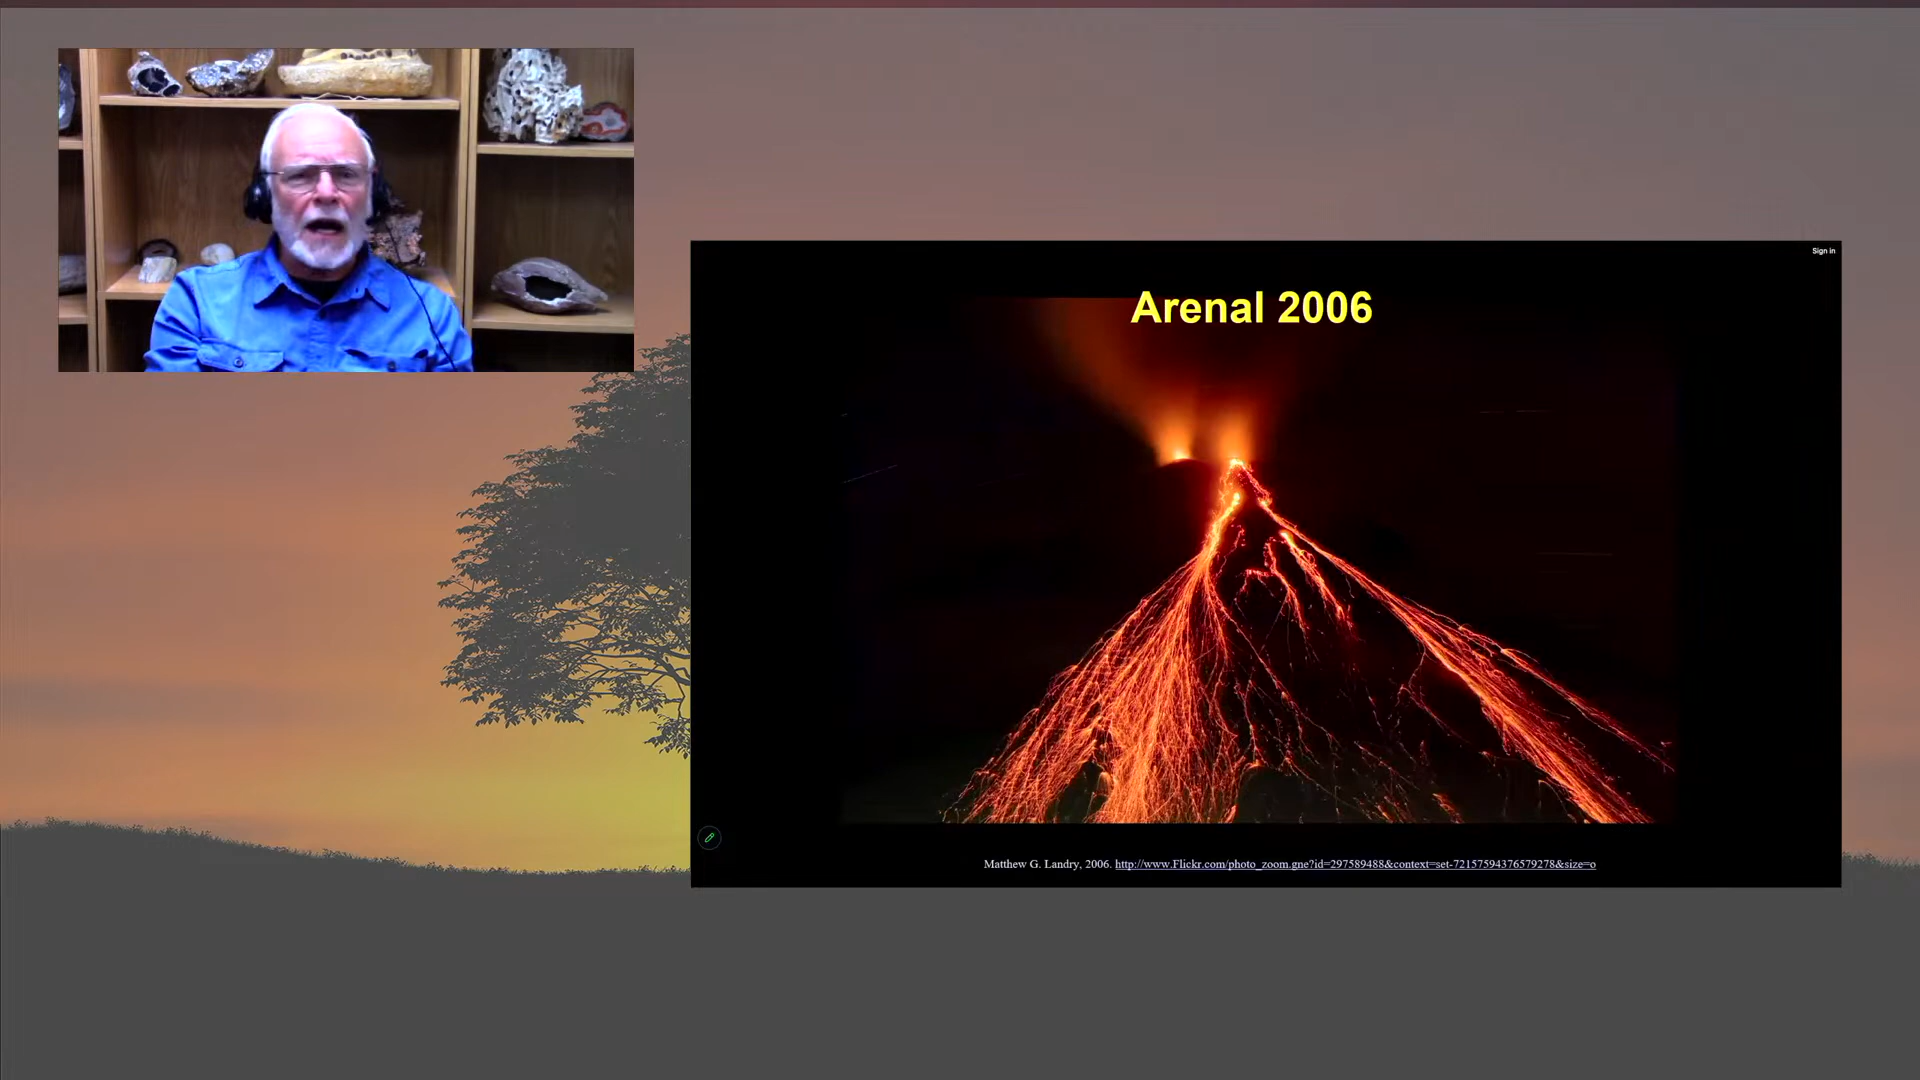 Sign in
Arenal 2006
Matthew G. Landry, 2006. http://www.Flickr.com/photo_zoom.gne?id=297589488&context=set-72157594376579278&size=o